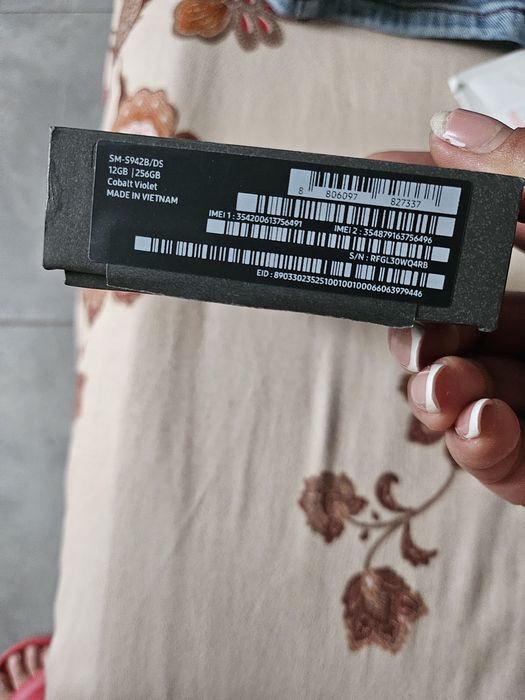 SM-S942B/DS
12GB | 256GB
Cobalt Violet
MADE IN VIETNAM
8 806097 827337
IMEI 1 : 354200613756491
IMEI 2 : 354879163756496
S/N : RFGL30WQ4RB
EID : 89033023525100100100066063979446